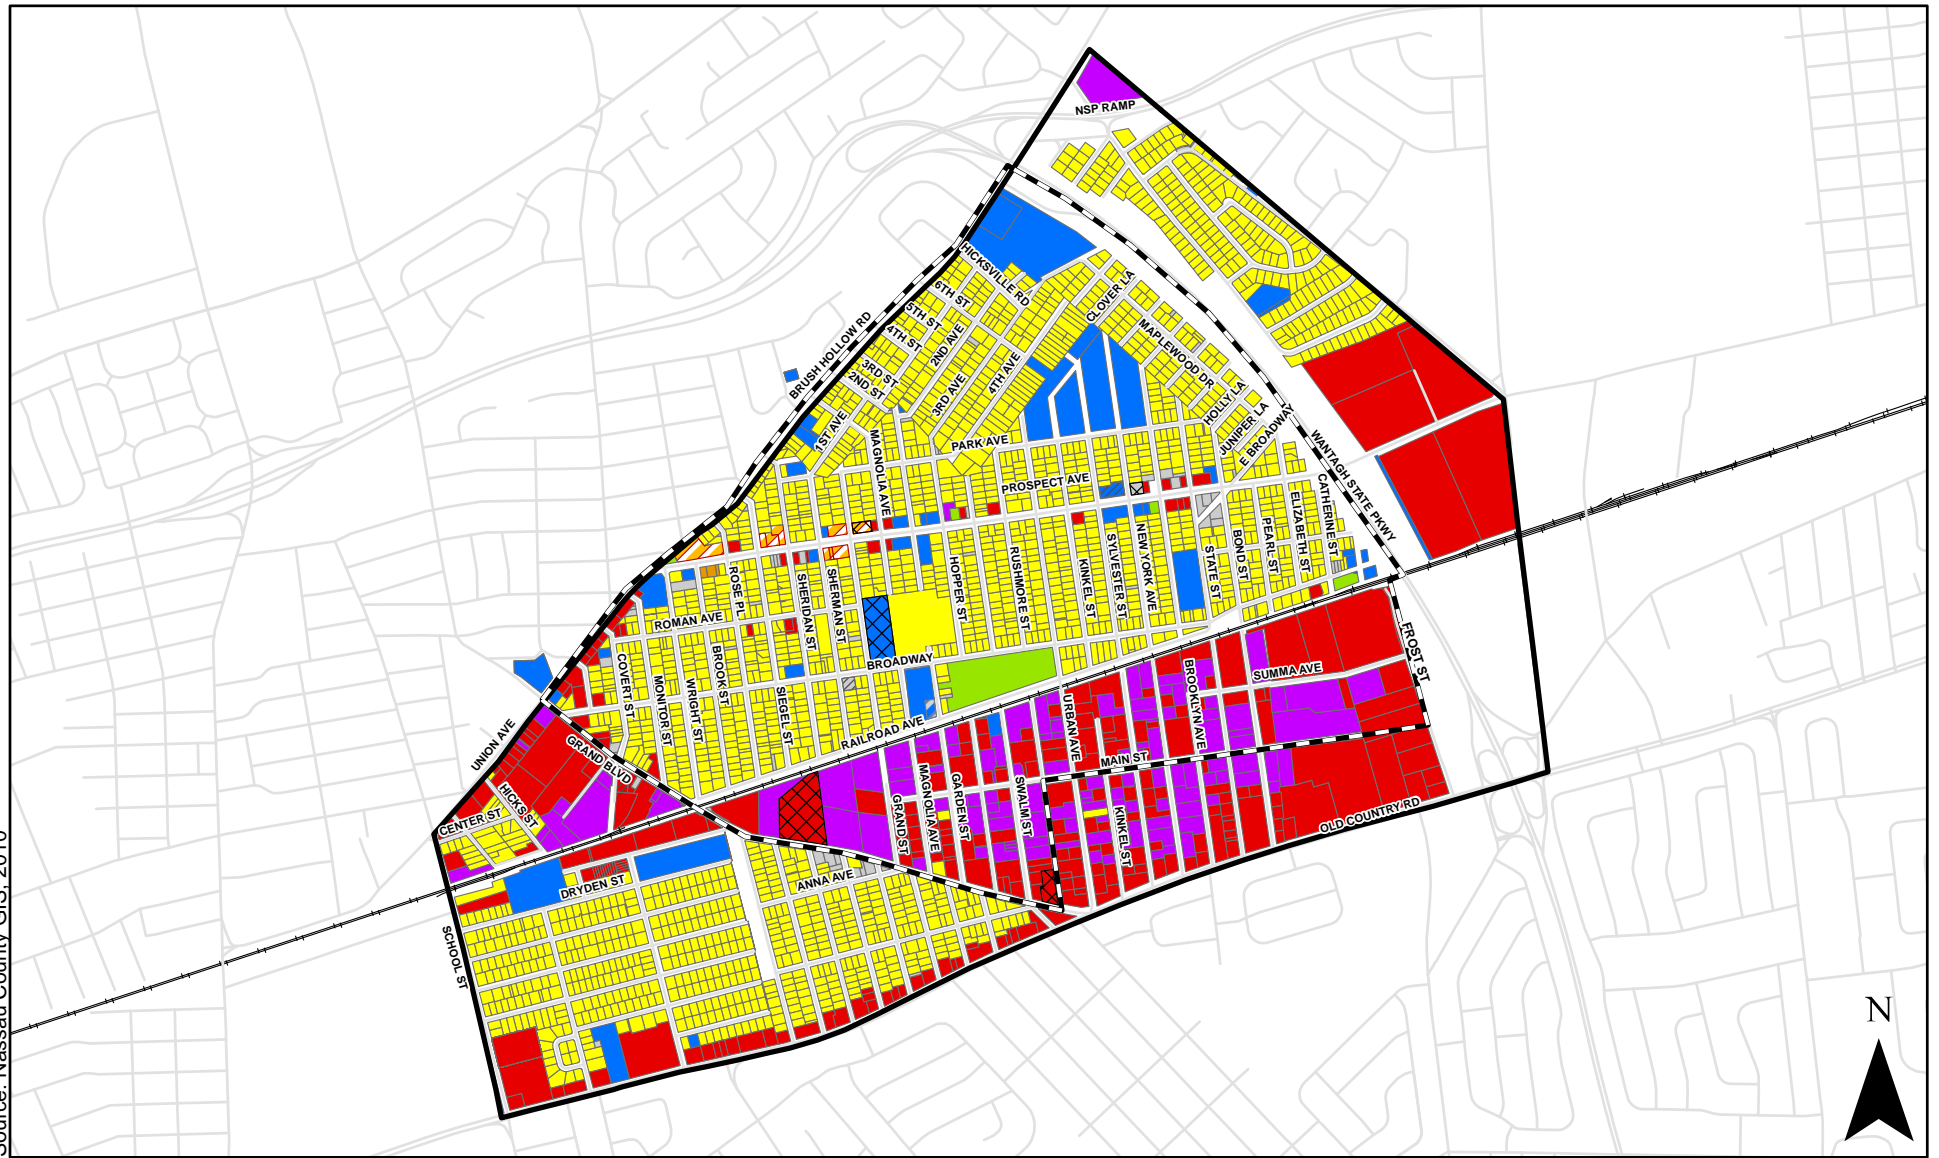 NSP RAMP
HICKSVILLE RD
6TH ST
5TH ST
4TH ST
3RD ST
2ND ST
1ST AVE
2ND AVE
3RD AVE
4TH AVE
BRUSH HOLLOW RD
CLOVER LA
MAPLEWOOD DR
HOLLY LA
JUNIPER LA
E BROADWAY
WANTAGH STATE PKWY
MAGNOLIA AVE
PARK AVE
PROSPECT AVE
CATHERINE ST
ELIZABETH ST
PEARL ST
BOND ST
STATE ST
NEW YORK AVE
SYLVESTER ST
KINKEL ST
RUSHMORE ST
HOPPER ST
SHERMAN ST
SHERIDAN ST
ROSE PL
ROMAN AVE
BROADWAY
COVERT ST
MONITOR ST
WRIGHT ST
BROOK ST
SIEGEL ST
RAILROAD AVE
UNION AVE
GRAND BLVD
HICKS ST
CENTER ST
FROST ST
SUMMA AVE
BROOKLYN AVE
URBAN AVE
MAIN ST
OLD COUNTRY RD
KINKEL ST
SWALM ST
GARDEN ST
MAGNOLIA AVE
GRAND ST
ANNA AVE
DRYDEN ST
SCHOOL ST
N
Source: Nassau County GIS, 2010